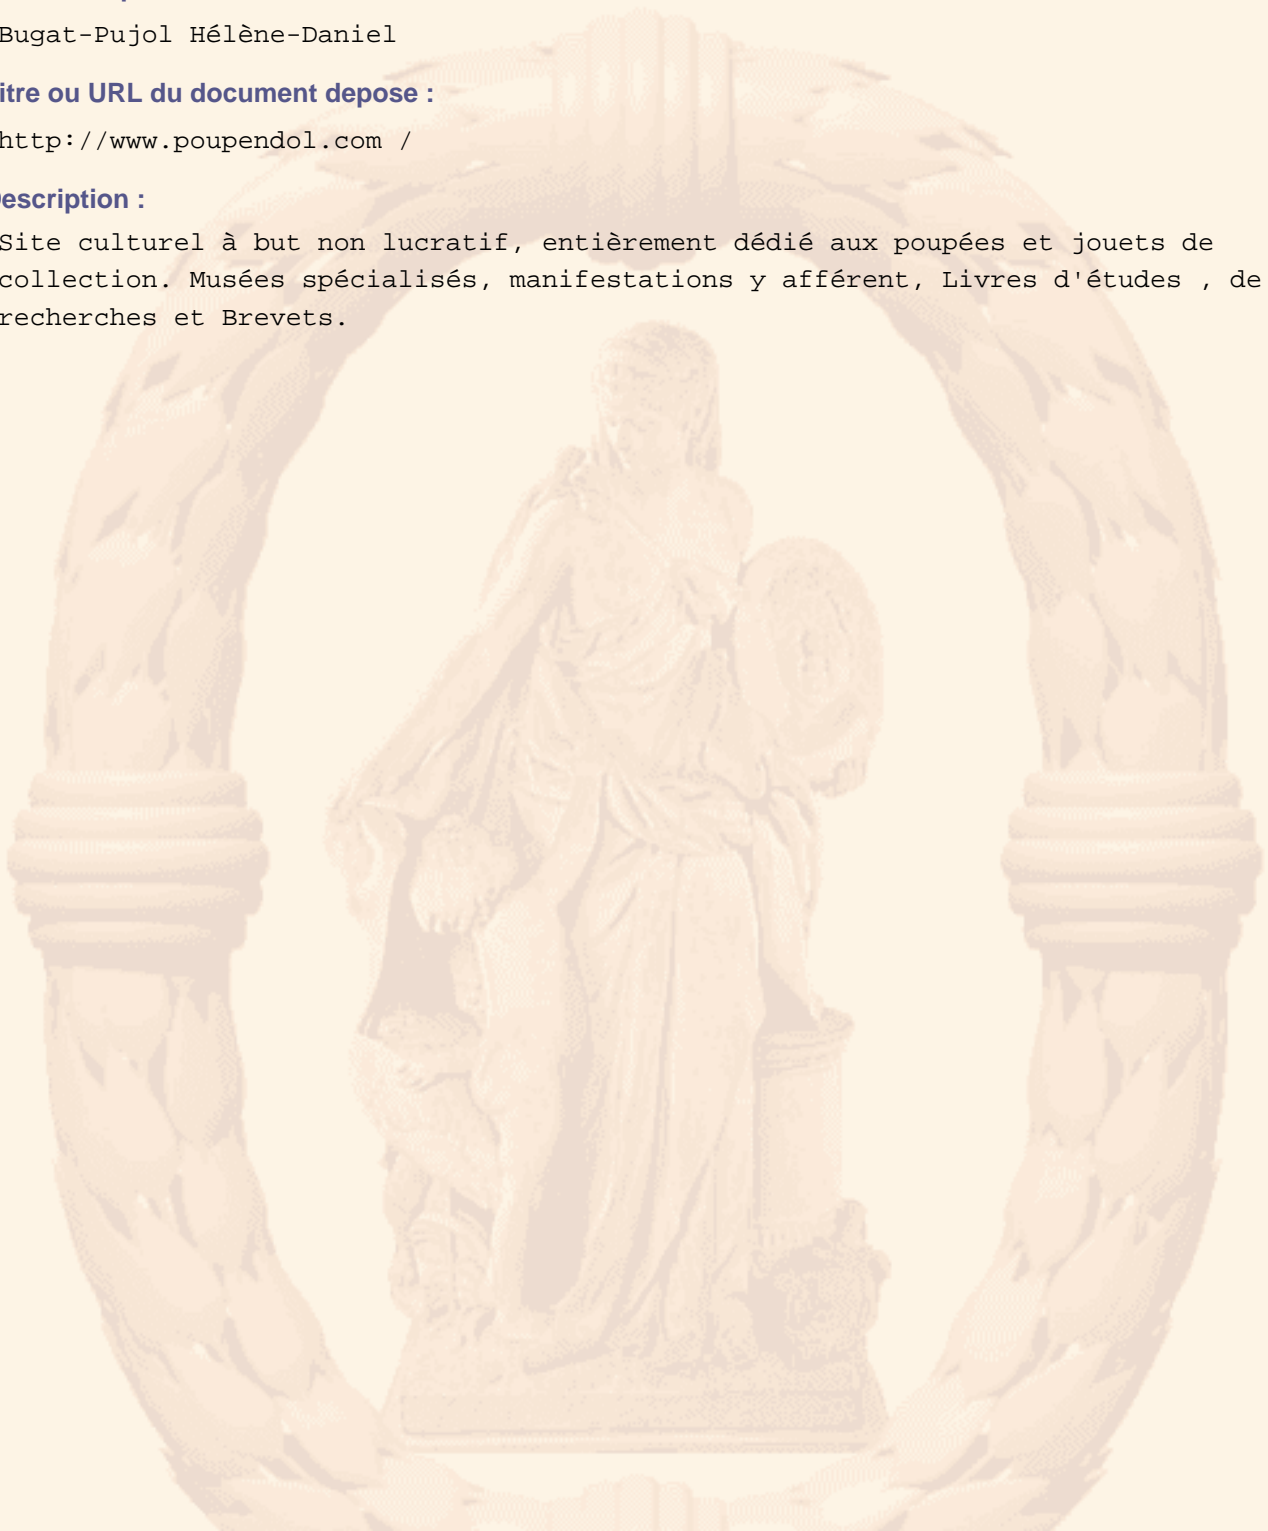 Bugat-Pujol Hélène-Daniel
itre ou URL du document depose :
http://www.poupendol.com /
escription :
Site culturel à but non lucratif, entièrement dédié aux poupées et jouets de
collection. Musées spécialisés, manifestations y afférent, Livres d'études , de
recherches et Brevets.